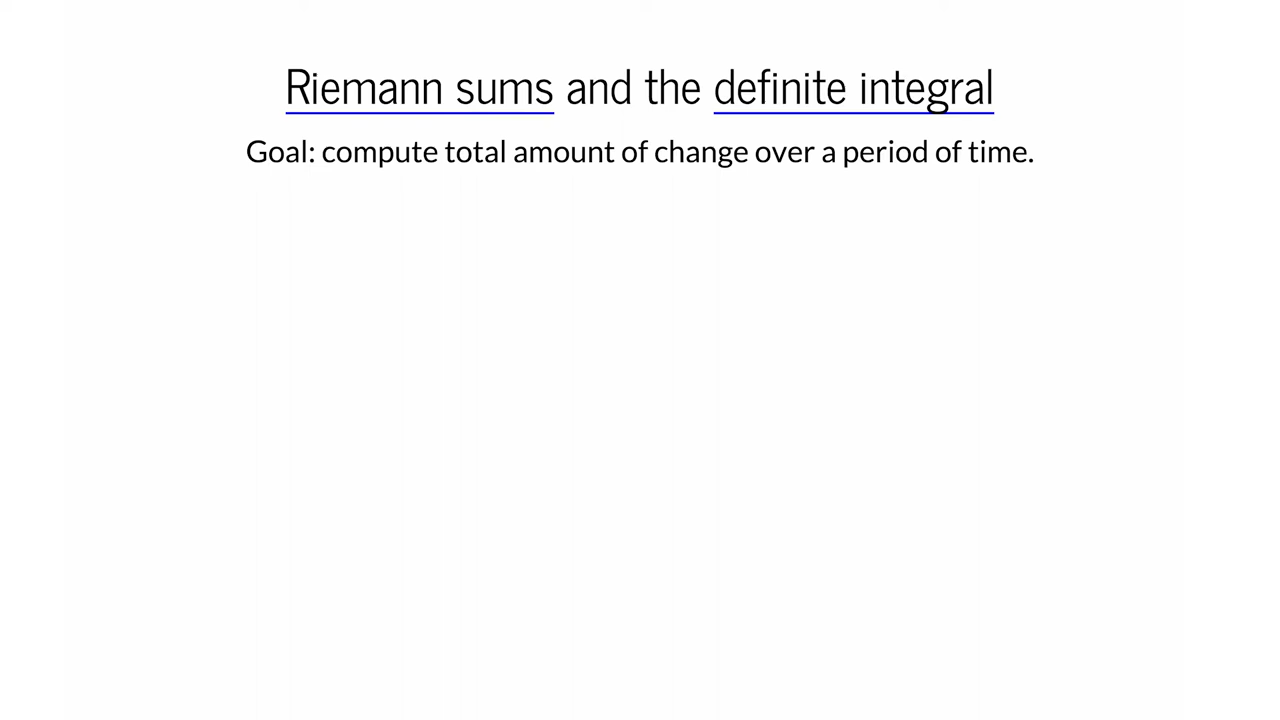 Riemann sums and the definite integral
Goal: compute total amount of change over a period of time.